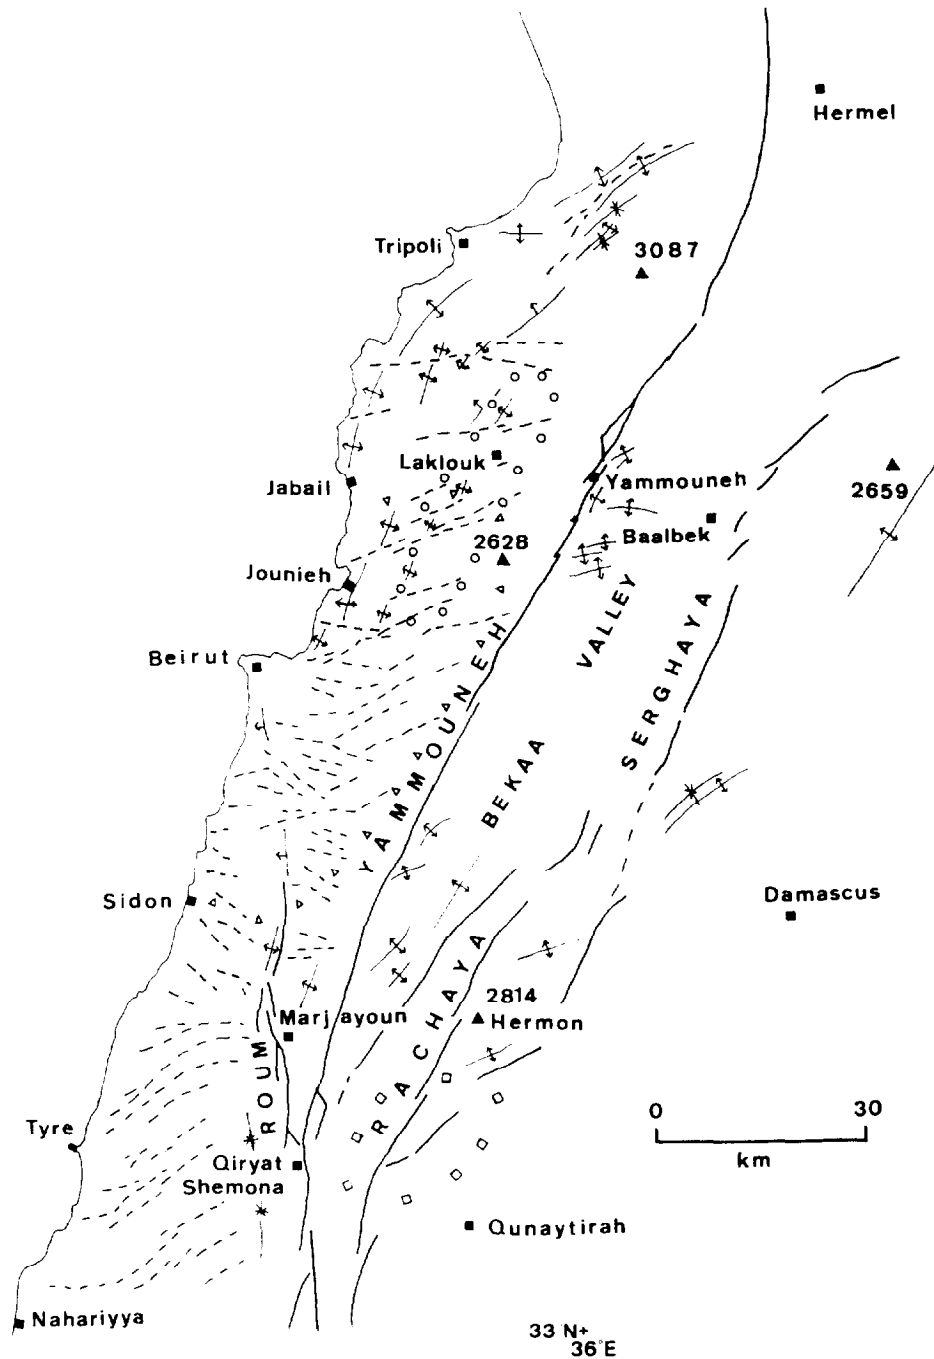 Hermel
Tripoli
3087
Laklouk
Jabail
Yammouneh
2659
Baalbek
2628
Jounieh
Beirut
YAMMOUNEH
BEKAA VALLEY
SERGHAYA
Sidon
Damascus
RACHAYA
2814
Hermon
Marjayoun
ROUM
0 30
km
Tyre
Qiryat
Shemona
Qunaytirah
Nahariyya
33°N+
36°E